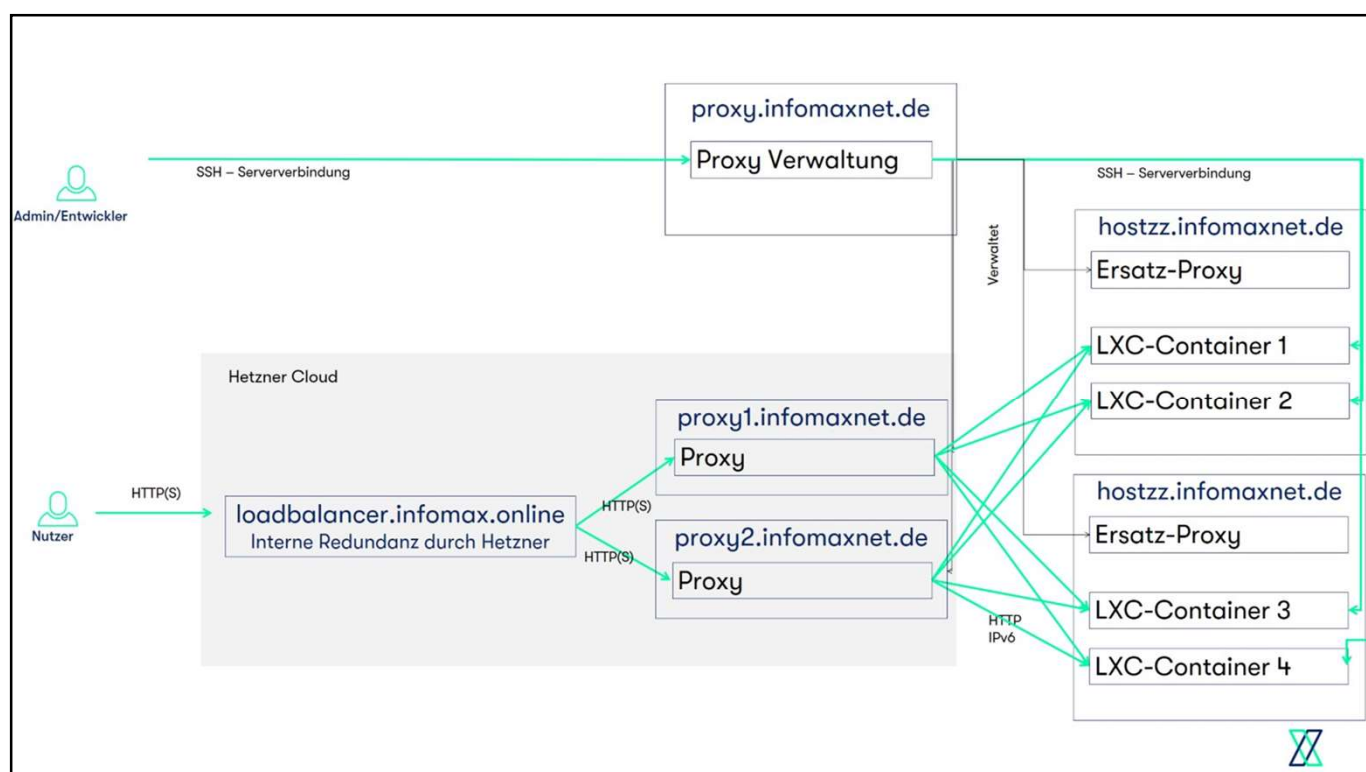 proxy.infomaxnet.de
Proxy Verwaltung
SSH – Serververbindung
SSH – Serververbindung
Admin/Entwickler
Verwaltet
hostzz.infomaxnet.de
Ersatz-Proxy
LXC-Container 1
LXC-Container 2
Hetzner Cloud
proxy1.infomaxnet.de
Proxy
HTTP(S)
Nutzer
loadbalancer.infomax.online
Interne Redundanz durch Hetzner
HTTP(S)
HTTP(S)
proxy2.infomaxnet.de
Proxy
HTTP
IPv6
hostzz.infomaxnet.de
Ersatz-Proxy
LXC-Container 3
LXC-Container 4